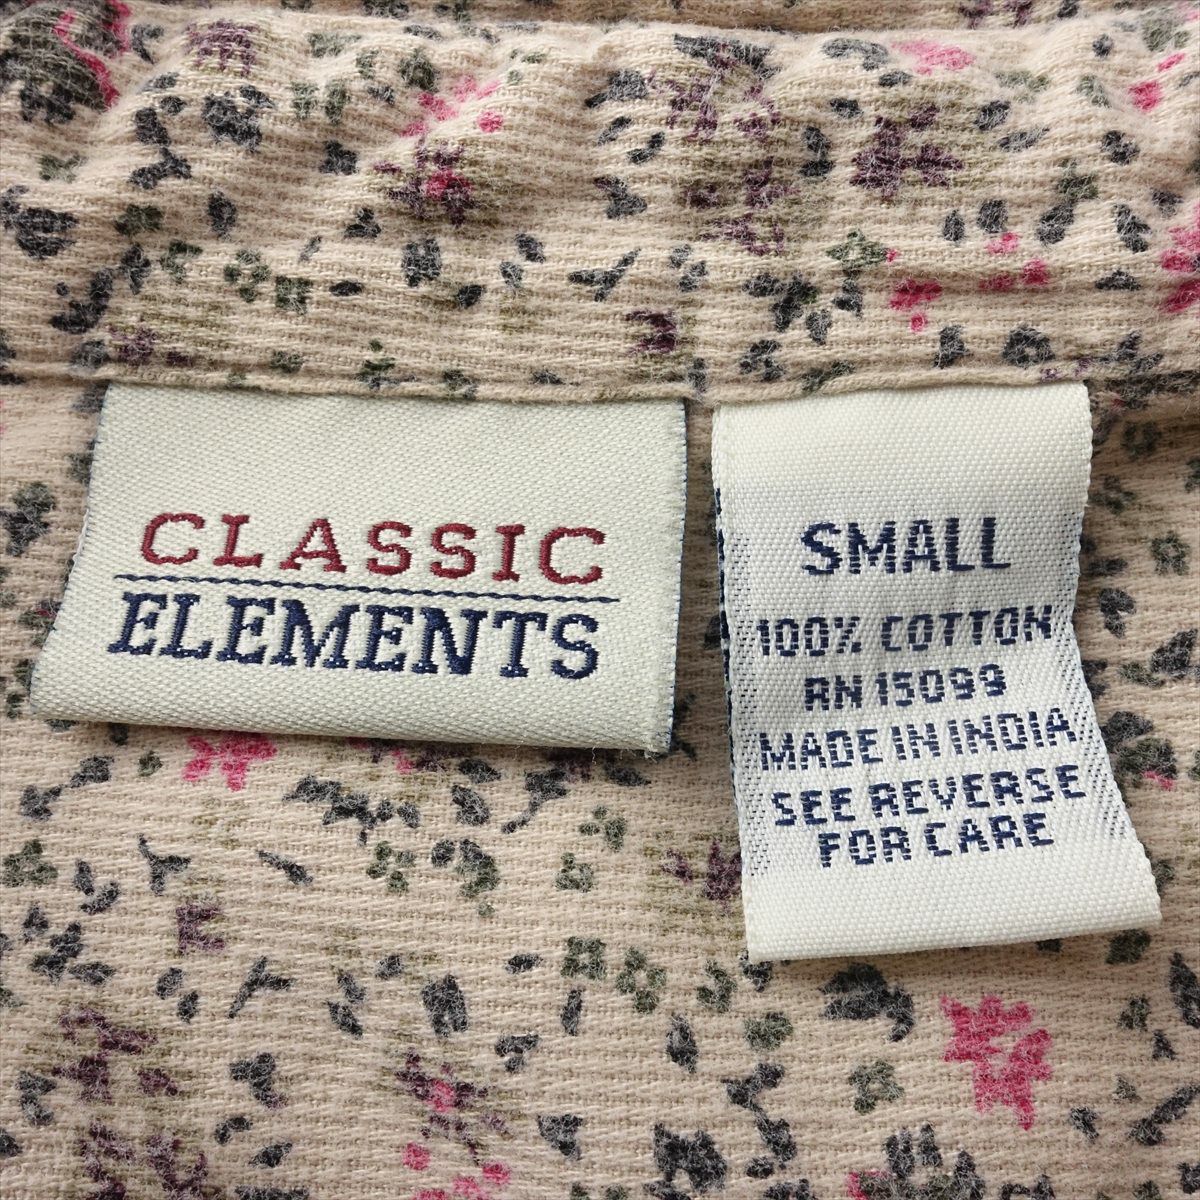 CLASSIC
ELEMENTS
SMALL
100% COTTON
RN 15099
MADE IN INDIA
SEE REVERSE
FOR CARE